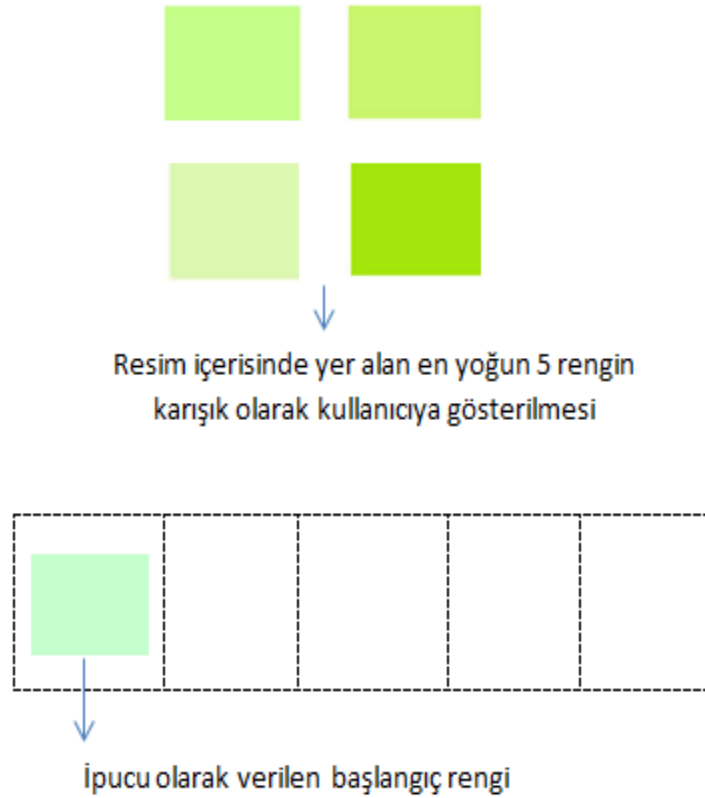 Resim içerisinde yer alan en yoğun 5 rengin
karışık olarak kullanıcıya gösterilmesi
İpucu olarak verilen başlangıç rengi